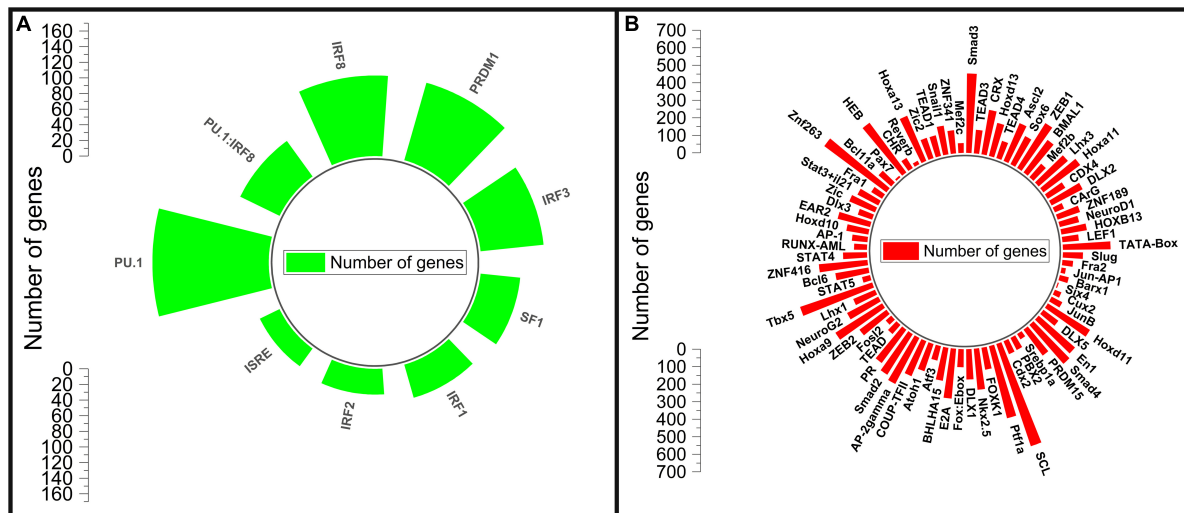 A
160
140
120
100
80
60
40
20
0
Number of genes
0
20
40
60
80
100
120
140
160
IRF8
PRDM1
IRF3
SF1
IRF1
IRF2
ISRE
PU.1
PU.1:IRF8
Number of genes
B
700
600
500
400
300
200
100
0
Number of genes
0
100
200
300
400
500
600
700
Smad3
TEAD3
CRX
Hoxd13
TEAD4
Ascl2
Sox6
ZEB1
BMAL1
Mef2b
Lhx3
Hoxa11
CDX4
DLX2
CArG
ZNF189
NeuroD1
HOXB13
LEF1
TATA-Box
Slug
Fra2
Jun-AP1
Barx1
Six4
Cux2
JunB
Hoxd11
DLX5
En1
Smad4
PRDM15
Srebp1a
PBX2
Cdx2
SCL
Ptf1a
FOXK1
Nkx2.5
DLX1
Fox:Ebox
E2A
BHLHA15
Atf3
Atoh1
COUP-TFII
AP-2gamma
Smad2
PR
TEAD
Fosl2
ZEB2
Hoxa9
NeuroG2
Lhx1
Tbx5
STAT5
Bcl6
ZNF416
STAT4
RUNX-AML
AP-1
Hoxd10
EAR2
Dlx3
Zic
Stat3+il21
Fra1
Znf263
Bcl11a
Pax7
HEB
CHR
Reverb
Hoxa13
Zic2
TEAD1
Snail1
ZNF341
Mef2c
Number of genes